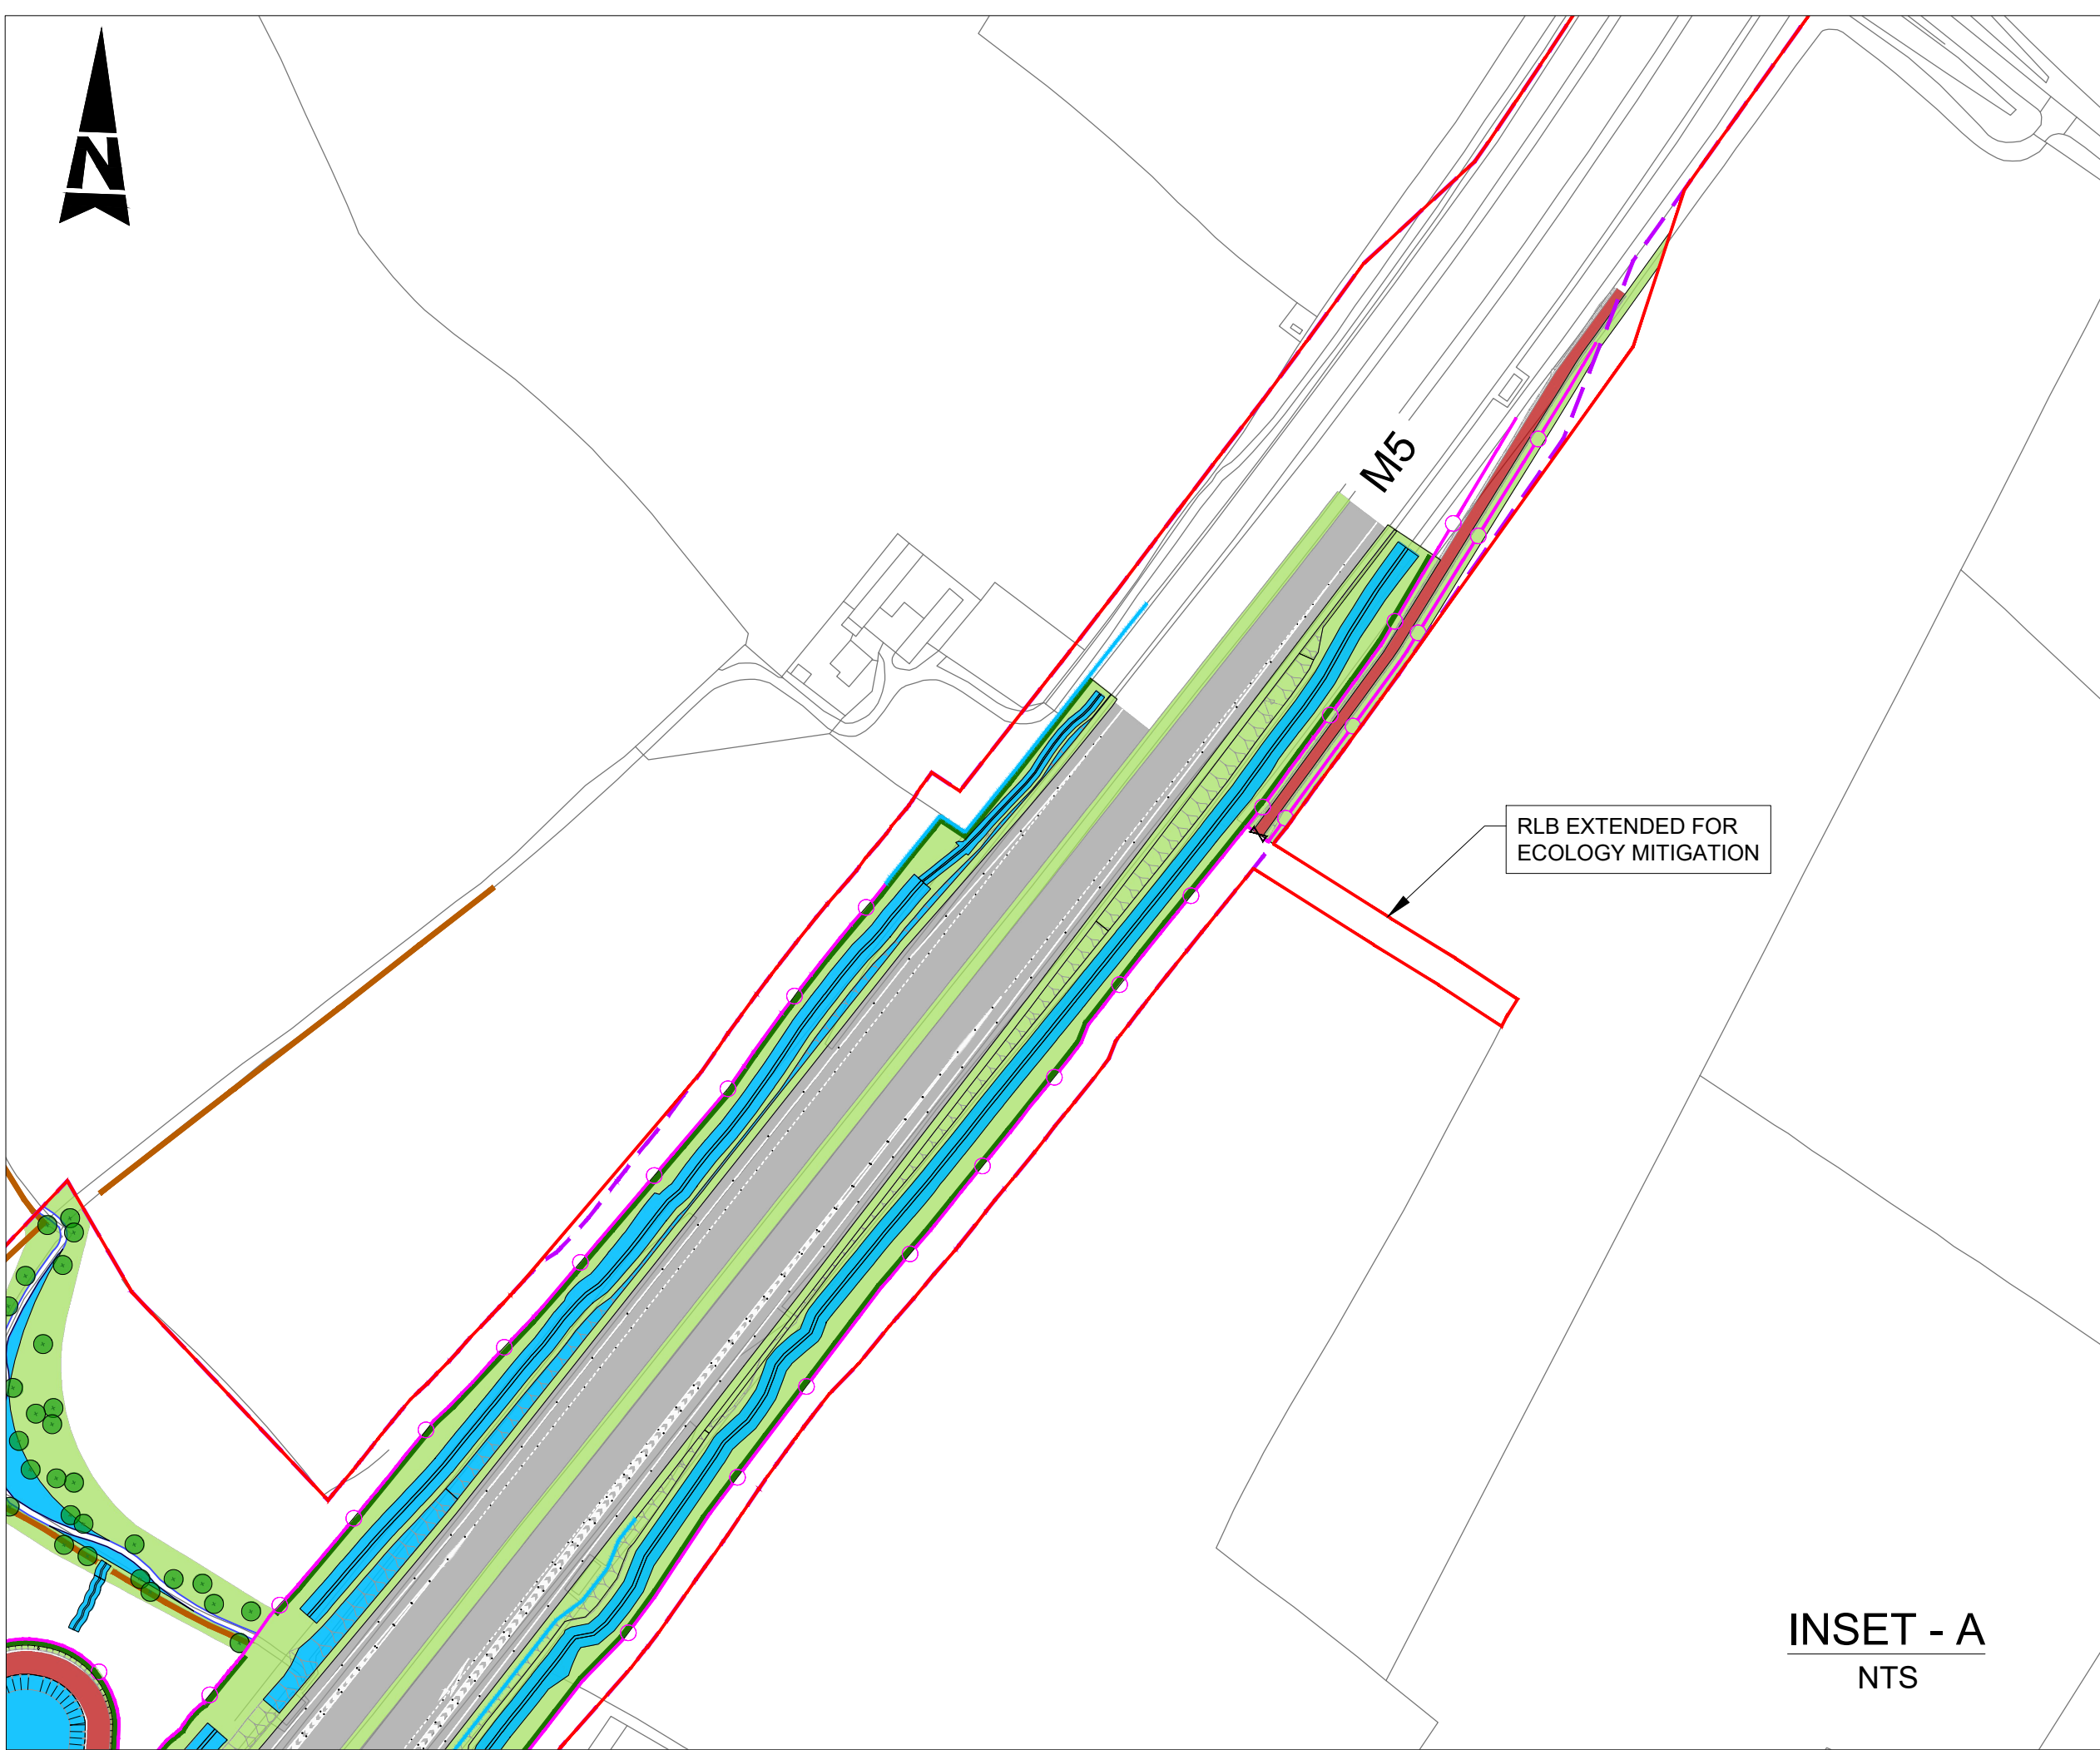 N
M5
RLB EXTENDED FOR
ECOLOGY MITIGATION
INSET - A
NTS